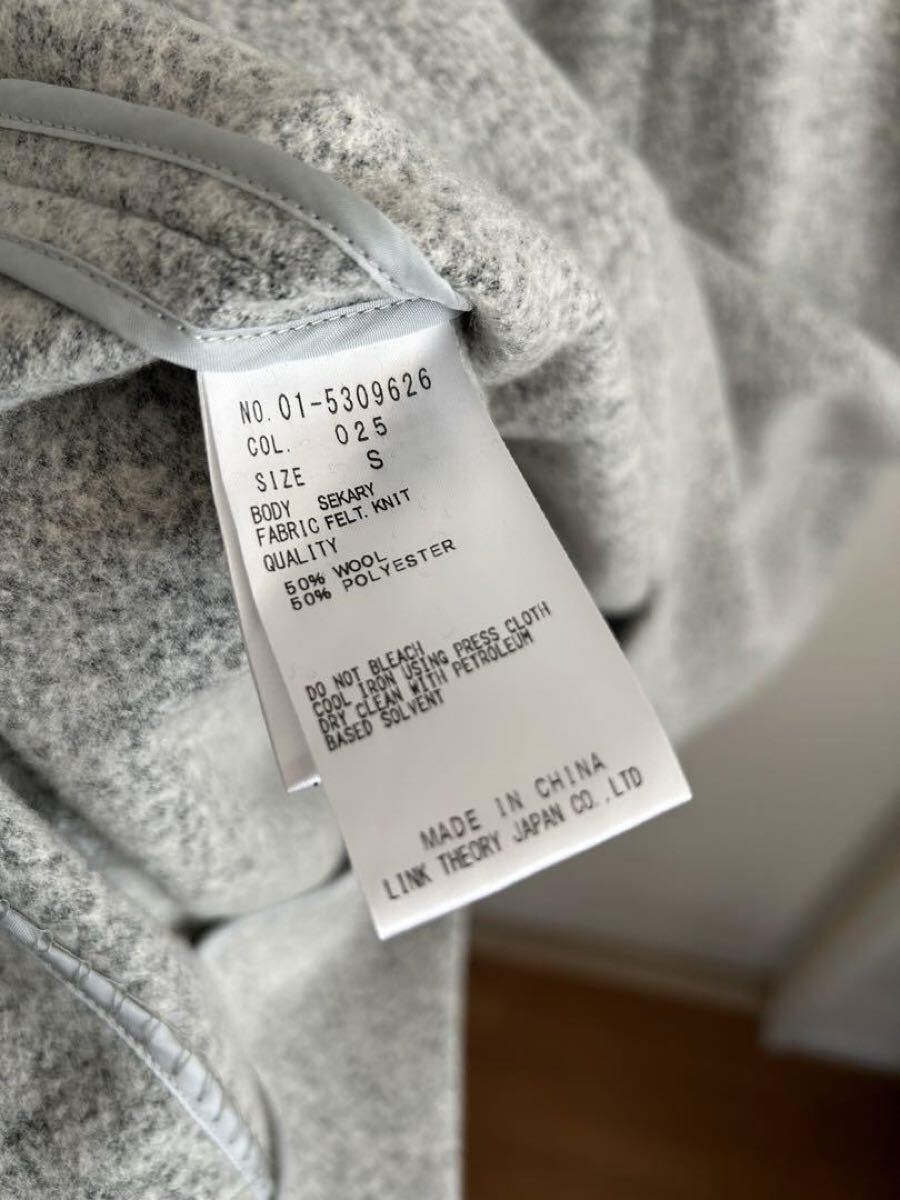 NO. 01-5309626
COL. 025
SIZE S
BODY SEKARY
FABRIC FELT. KNIT
QUALITY
50% WOOL
50% POLYESTER
DO NOT BLEACH
COOL IRON USING PRESS CLOTH
DRY CLEAN WITH PETROLEUM
BASED SOLVENT
MADE IN CHINA
LINK THEORY JAPAN CO.,LTD